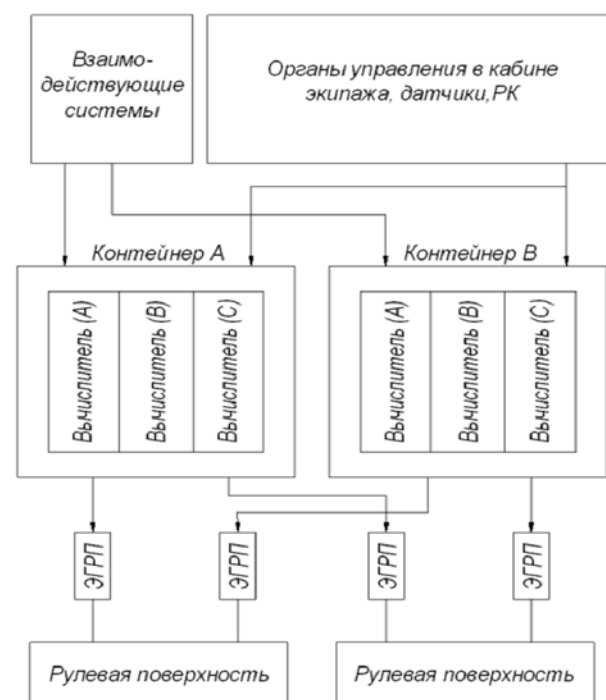 Взаимо-
действующие
системы
Органы управления в кабине
экипажа, датчики,РК
Контейнер А
Контейнер В
Вычислитель (А)
Вычислитель (В)
Вычислитель (С)
Вычислитель (А)
Вычислитель (В)
Вычислитель (С)
ЭГРП
ЭГРП
ЭГРП
ЭГРП
Рулевая поверхность
Рулевая поверхность